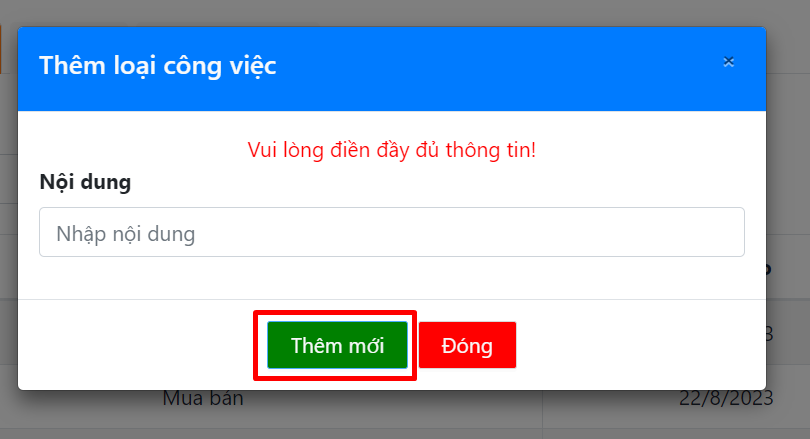 Thêm loại công việc
×
Vui lòng điền đầy đủ thông tin!
Nội dung
Nhập nội dung
Thêm mới Đóng
Mua bán 22/8/2023